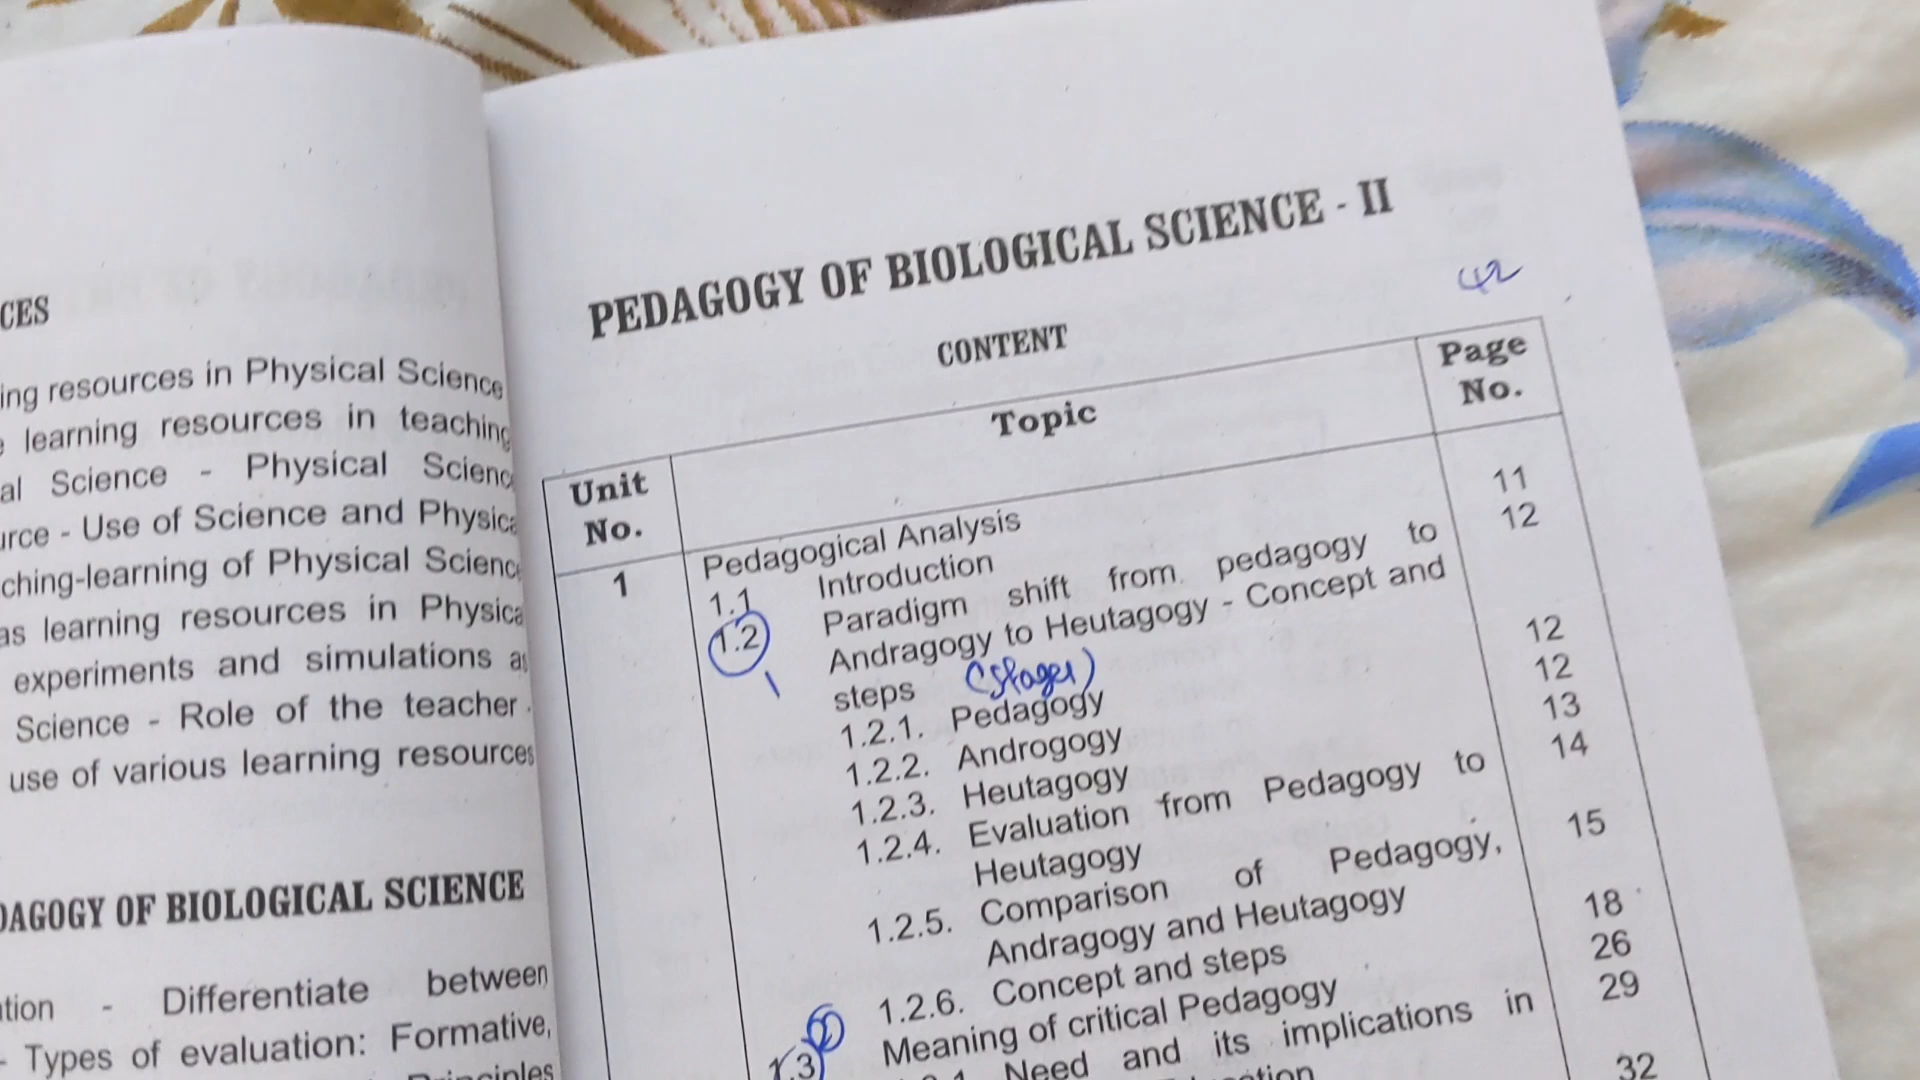 CES
ing resources in Physical Science
learning resources in teaching
al Science - Physical
urce - Use of Science and
ching-learning of Physical
as learning resources in
experiments and simulations
Science - Role of the teacher
use of various learning resources
OF BIOLOGICAL SCIENCE
tion - Differentiate between
- Types of evaluation: Formative,
PEDAGOGY OF BIOLOGICAL SCIENCE - II
42
CONTENT
Unit No. Topic Page No.
1 Pedagogical Analysis
1.1 Introduction 11
1.2 Paradigm shift from pedagogy to 12
Andragogy to Heutagogy - Concept and
steps (stages)
1.2.1. Pedagogy 12
1.2.2. Androgogy 12
1.2.3. Heutagogy 13
1.2.4. Evaluation from Pedagogy to 14
Heutagogy
1.2.5. Comparison of Pedagogy, 15
Andragogy and Heutagogy
1.2.6. Concept and steps 18
1.3 Meaning of critical Pedagogy 26
Need and its implications in 29
32